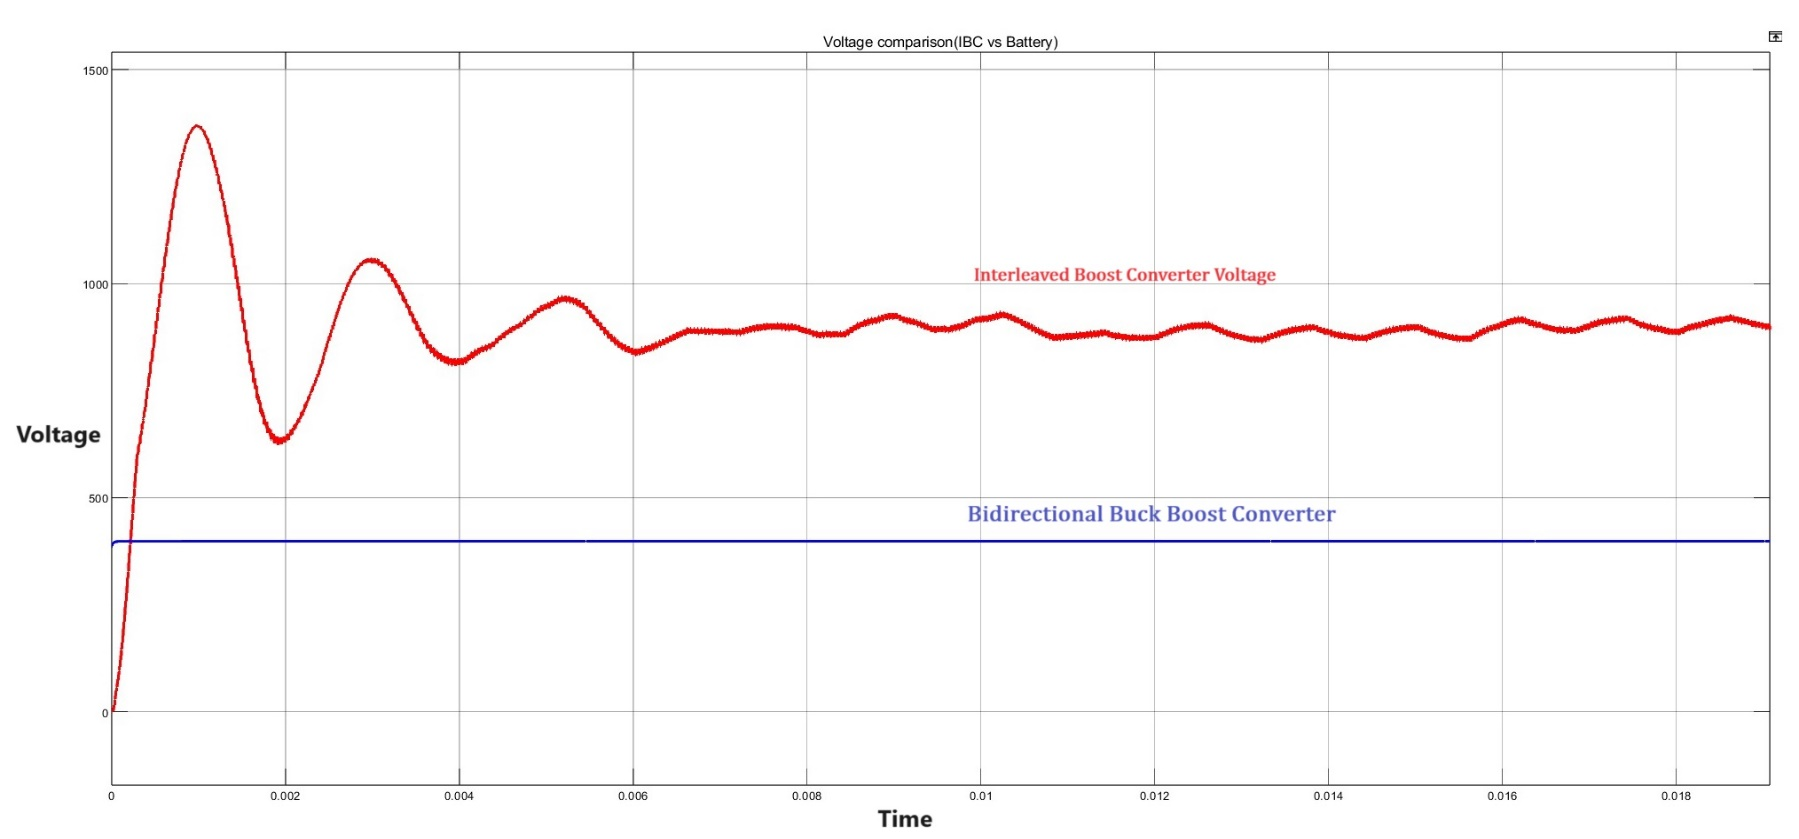 Voltage comparison(IBC vs Battery)
1500
Interleaved Boost Converter Voltage
1000
Voltage
500
Bidirectional Buck Boost Converter
0
0 0.002 0.004 0.006 0.008 0.01 0.012 0.014 0.016 0.018
Time